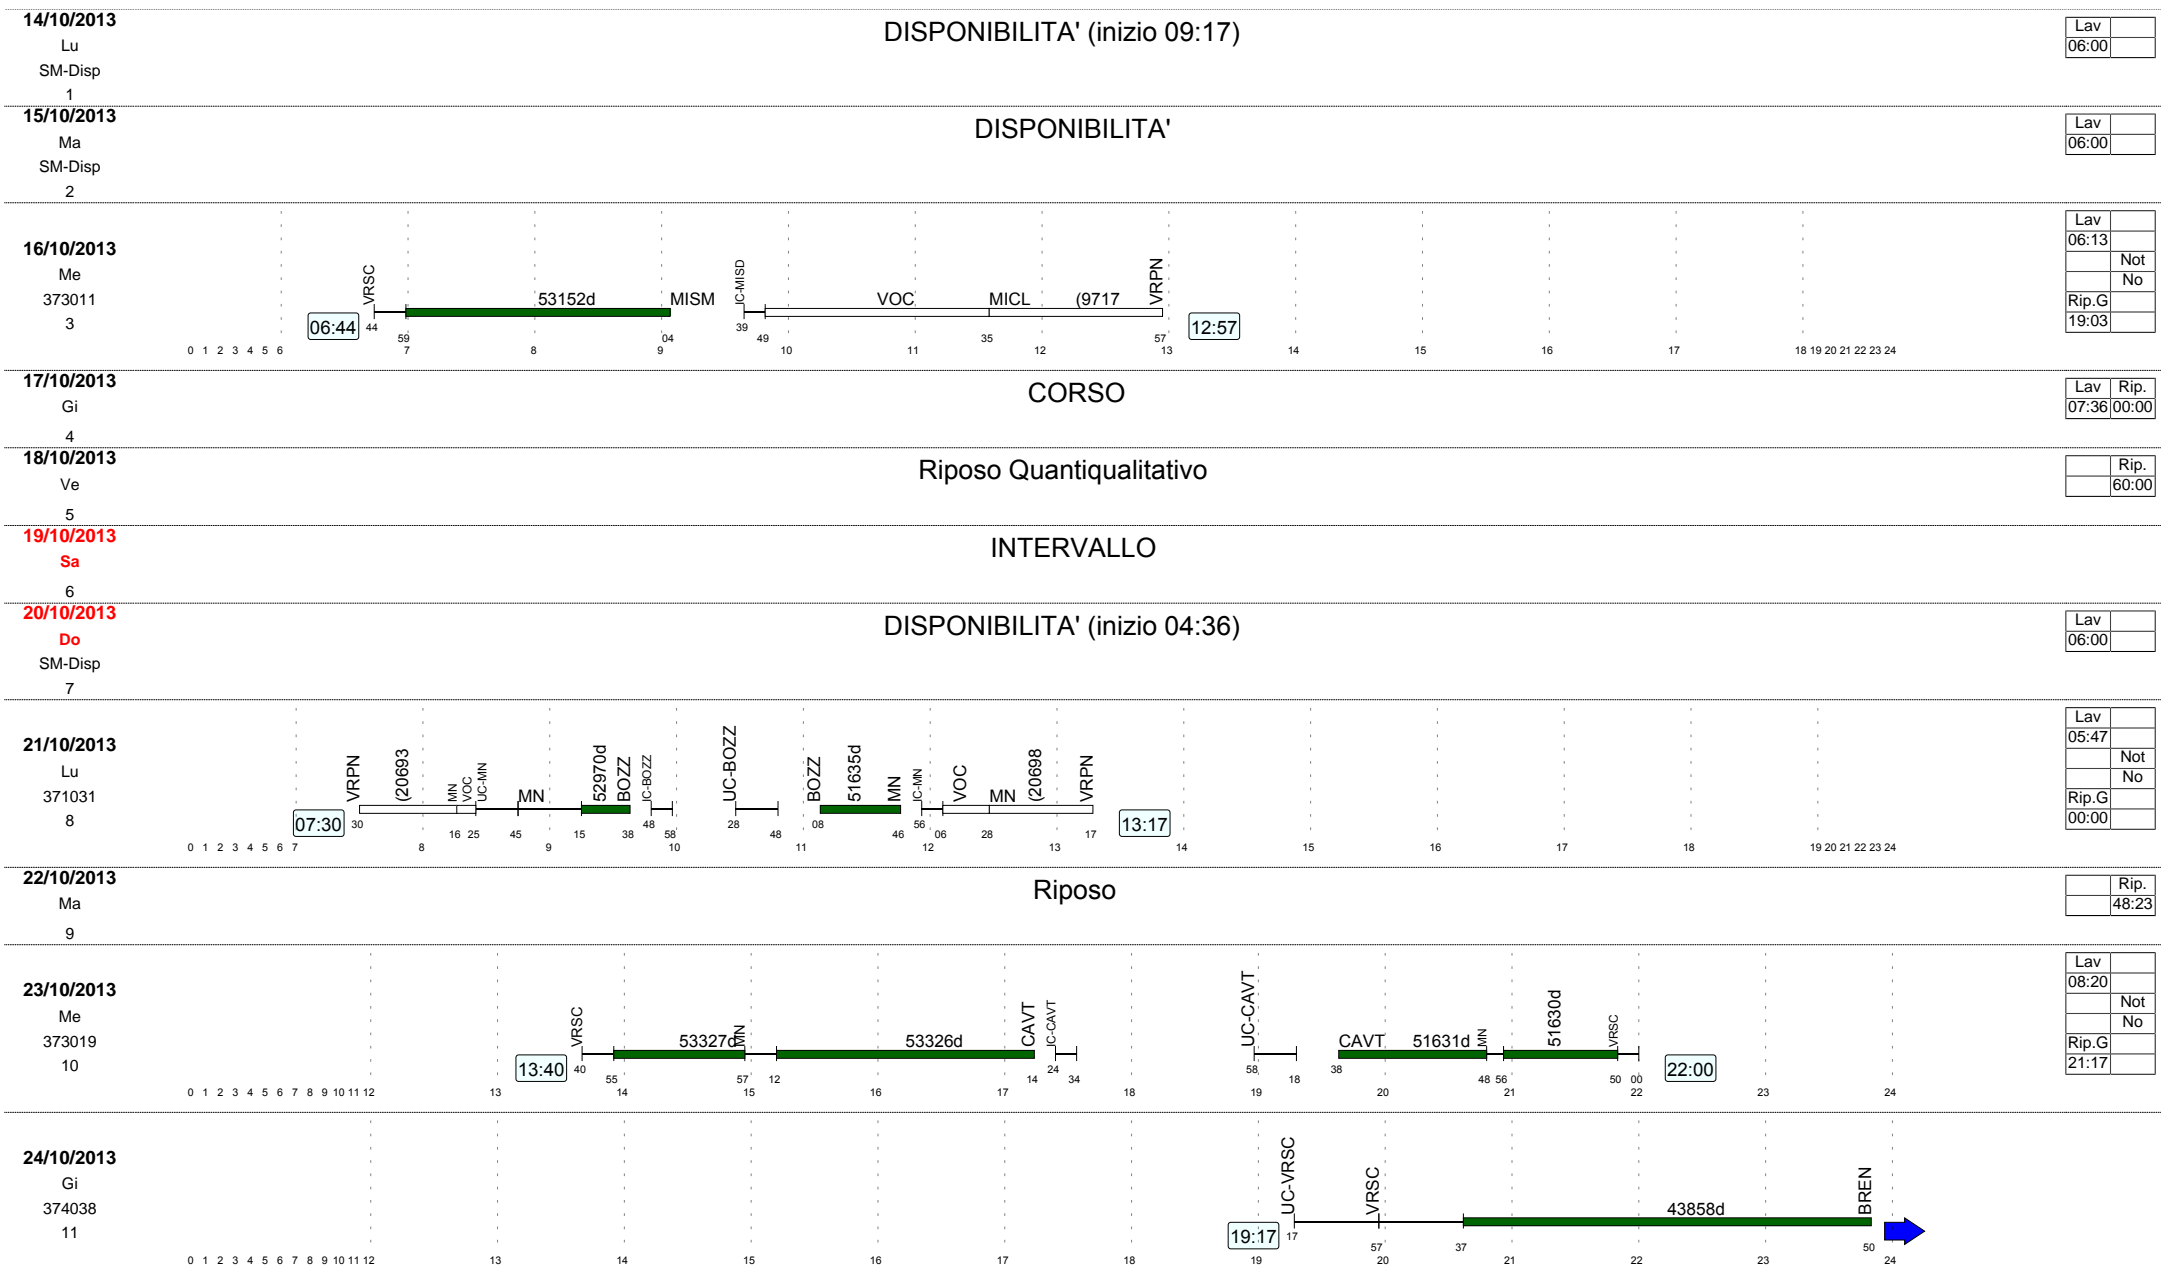 14/10/2013
Lu
SM-Disp
1
DISPONIBILITA' (inizio 09:17)
Lav
06:00
15/10/2013
Ma
SM-Disp
2
DISPONIBILITA'
Lav
06:00
16/10/2013
Me
373011
3
06:44
VRSC
53152d
MISM
IC-MISD
VOC
MICL
(9717
VRPN
12:57
44
59
04
39
49
35
57
0 1 2 3 4 5 6 7 8 9 10 11 12 13 14 15 16 17 18 19 20 21 22 23 24
Lav
06:13
Not
No
Rip.G
19:03
17/10/2013
Gi
4
CORSO
Lav Rip.
07:36 00:00
18/10/2013
Ve
5
Riposo Quantiqualitativo
Rip.
60:00
19/10/2013
Sa
6
INTERVALLO
20/10/2013
Do
SM-Disp
7
DISPONIBILITA' (inizio 04:36)
Lav
06:00
21/10/2013
Lu
371031
8
07:30
VRPN
(20693
MN
VOC
UC-MN
MN
52970d
BOZZ
IC-BOZZ
UC-BOZZ
BOZZ
51635d
MN
IC-MN
VOC
MN
(20698
VRPN
13:17
30
16 25
45
15
38 48
58
28
48
08
46 56
06
28
17
0 1 2 3 4 5 6 7 8 9 10 11 12 13 14 15 16 17 18 19 20 21 22 23 24
Lav
05:47
Not
No
Rip.G
00:00
22/10/2013
Ma
9
Riposo
Rip.
48:23
23/10/2013
Me
373019
10
13:40
VRSC
53327d
MN
53326d
CAVT
IC-CAVT
UC-CAVT
CAVT
51631d
MN
51630d
VRSC
22:00
40
55
57
12
14 24
34
58
18
38
48 56
50 00
0 1 2 3 4 5 6 7 8 9 10 11 12 13 14 15 16 17 18 19 20 21 22 23 24
Lav
08:20
Not
No
Rip.G
21:17
24/10/2013
Gi
374038
11
19:17
UC-VRSC
VRSC
43858d
BREN
17
57
37
50
0 1 2 3 4 5 6 7 8 9 10 11 12 13 14 15 16 17 18 19 20 21 22 23 24